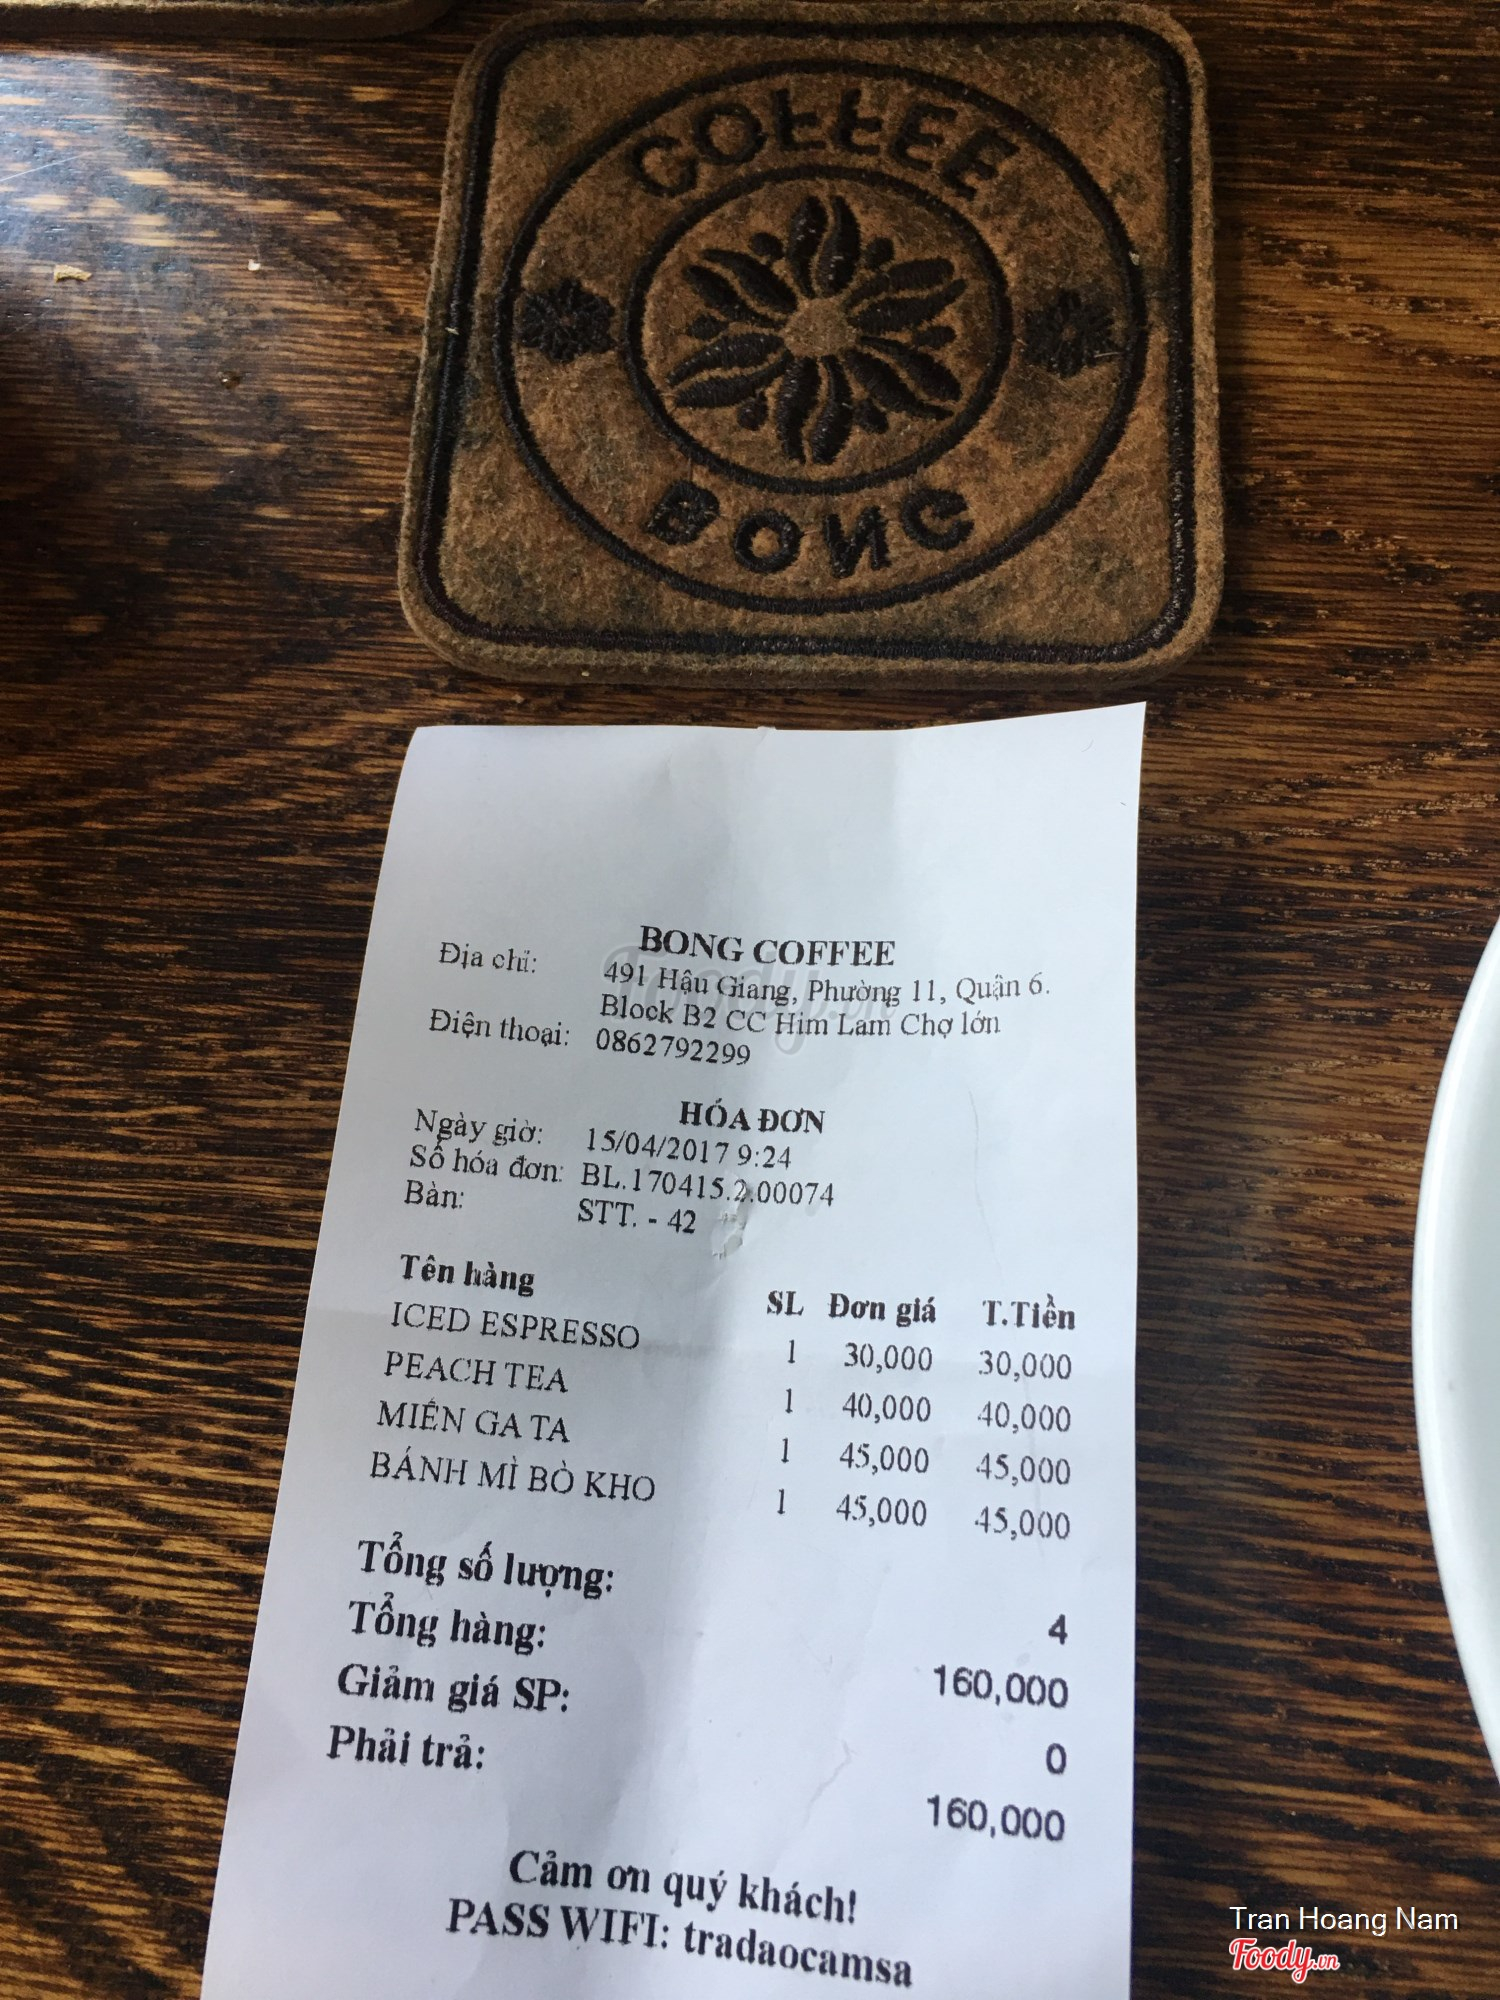 COFFEE
BONG
BONG COFFEE
Địa chỉ: 491 Hậu Giang, Phường 11, Quận 6.
Block B2 CC Him Lam Chợ lớn
Điện thoại: 0862792299
HÓA ĐƠN
Ngày giờ: 15/04/2017 9:24
Số hóa đơn: BL.170415.2.00074
Bàn: STT. - 42
Tên hàng SL Đơn giá T.Tiền
ICED ESPRESSO 1 30,000 30,000
PEACH TEA 1 40,000 40,000
MIẾN GA TA 1 45,000 45,000
BÁNH MÌ BÒ KHO 1 45,000 45,000
Tổng số lượng: 4
Tổng hàng: 160,000
Giảm giá SP: 0
Phải trả: 160,000
Cảm ơn quý khách!
PASS WIFI: tradaocamsa
Foody.vn
Tran Hoang Nam
Foody.vn